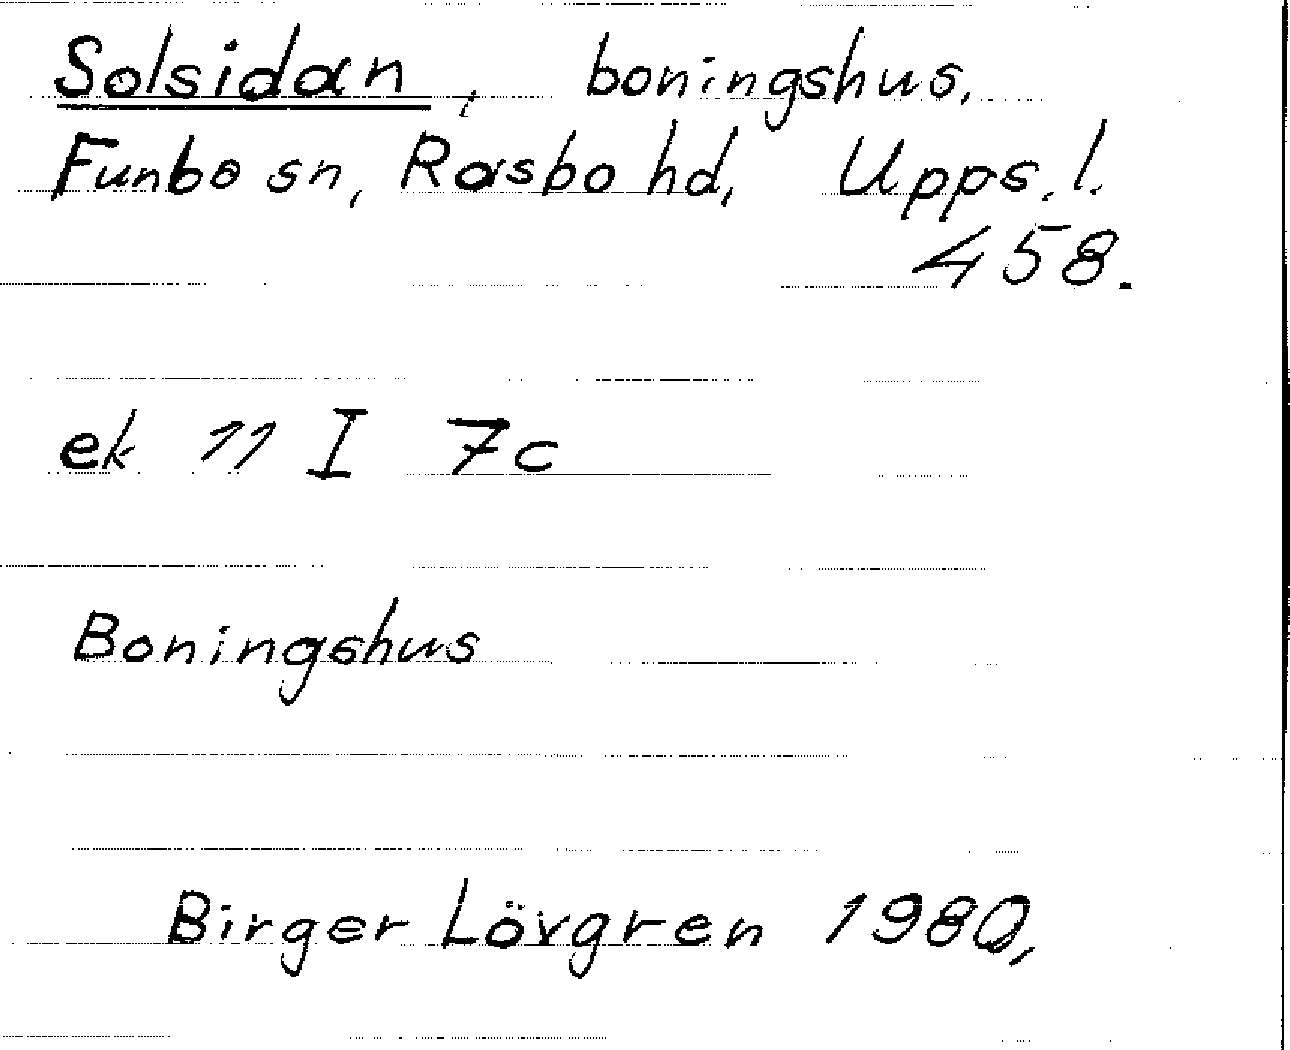 Solsidan, boningshus,
Funbo sn, Rasbo hd, Upps. l.
458.
ek 11 I 7c
Boningshus
Birger Lövgren 1980,